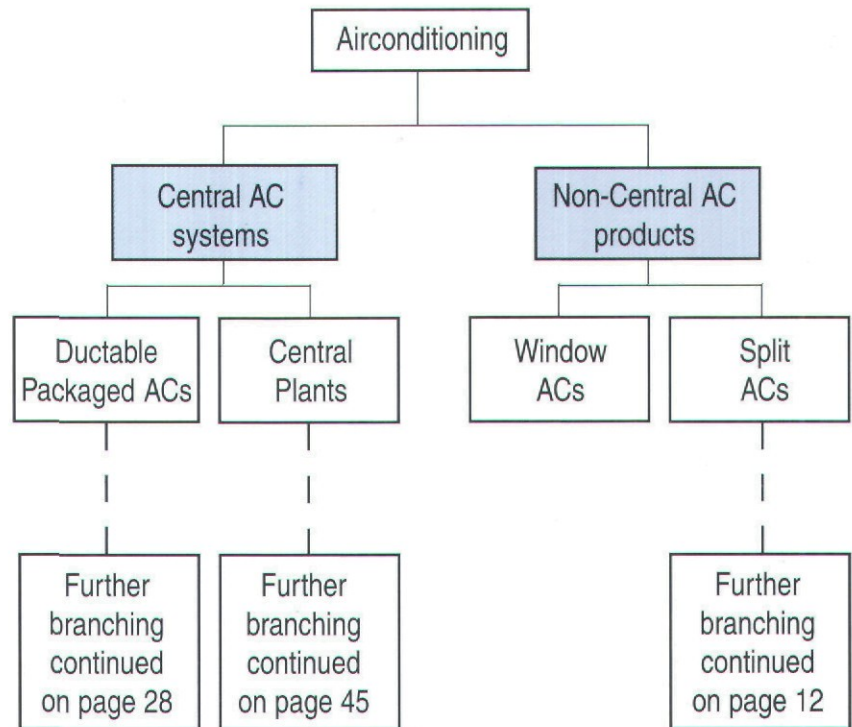 Airconditioning
Central AC
systems
Non-Central AC
products
Ductable
Packaged ACs
Central
Plants
Window
ACs
Split
ACs
Further
branching
continued
on page 28
Further
branching
continued
on page 45
Further
branching
continued
on page 12